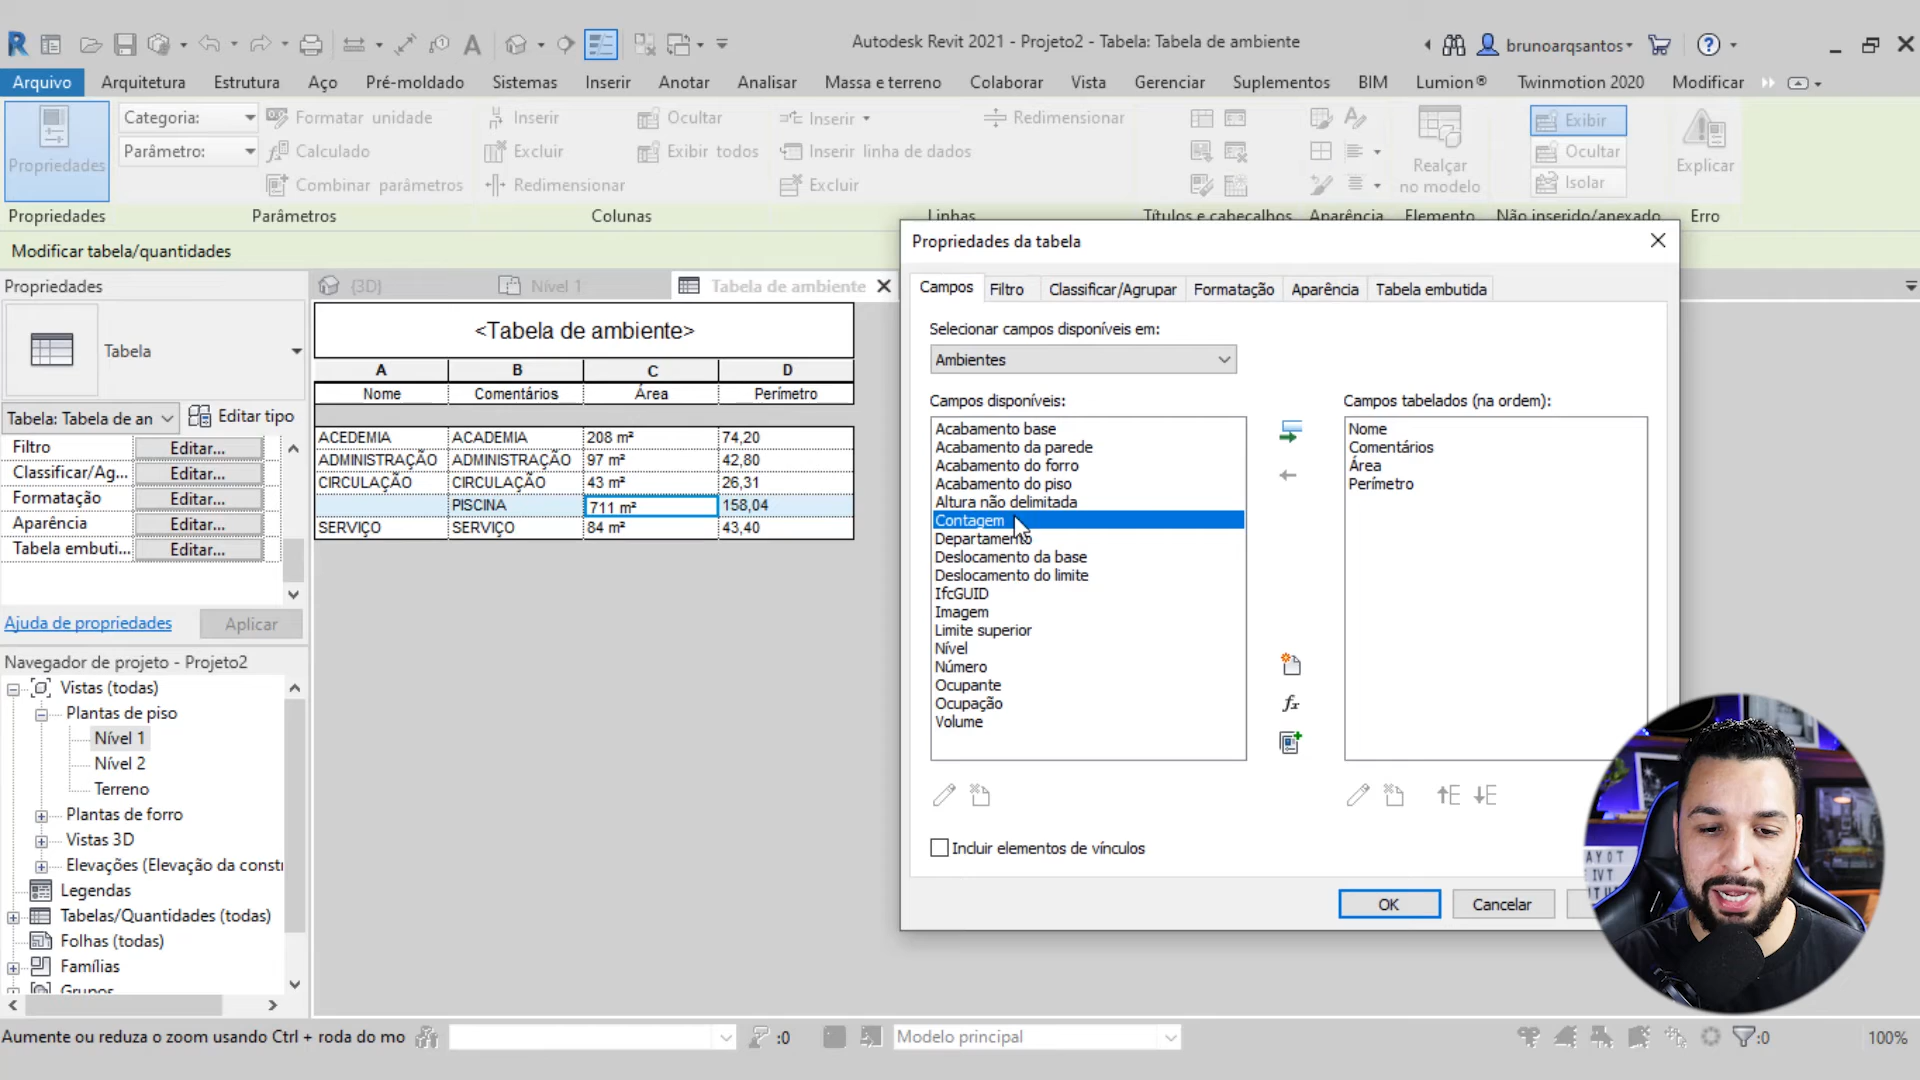 Autodesk Revit 2021 - Projeto2 - Tabela: Tabela de ambiente
brunoarqsantos
Arquivo Arquitetura Estrutura Aço Pré-moldado Sistemas Inserir Anotar Analisar Massa e terreno Colaborar Vista Gerenciar Suplementos BIM Lumion® Twinmotion 2020 Modificar
Categoria: Formatar unidade Inserir Ocultar Inserir Redimensionar Exibir
Parâmetro: Calculado Excluir Exibir todos Inserir linha de dados Ocultar
Propriedades Realçar no modelo Explicar
Combinar parâmetros Redimensionar Excluir Isolar
Propriedades Parâmetros Colunas Linhas Títulos e cabeçalhos Aparência Elemento Não inserido/anexado Erro
Modificar tabela/quantidades
Propriedades
Tabela
Tabela: Tabela de an Editar tipo
Filtro Editar...
Classificar/Ag... Editar...
Formatação Editar...
Aparência Editar...
Tabela embuti... Editar...
Ajuda de propriedades Aplicar
Navegador de projeto - Projeto2
Vistas (todas)
Plantas de piso
Nível 1
Nível 2
Terreno
Plantas de forro
Vistas 3D
Elevações (Elevação da constr
Legendas
Tabelas/Quantidades (todas)
Folhas (todas)
Famílias
Grupos
{3D} Nível 1 Tabela de ambiente
<Tabela de ambiente>
A B C D
Nome Comentários Área Perímetro
ACEDEMIA ACADEMIA 208 m² 74,20
ADMINISTRAÇÃO ADMINISTRAÇÃO 97 m² 42,80
CIRCULAÇÃO CIRCULAÇÃO 43 m² 26,31
PISCINA 711 m² 158,04
SERVIÇO SERVIÇO 84 m² 43,40
Propriedades da tabela
Campos Filtro Classificar/Agrupar Formatação Aparência Tabela embutida
Selecionar campos disponíveis em:
Ambientes
Campos disponíveis:
Acabamento base
Acabamento da parede
Acabamento do forro
Acabamento do piso
Altura não delimitada
Contagem
Departamento
Deslocamento da base
Deslocamento do limite
IfcGUID
Imagem
Limite superior
Nível
Número
Ocupante
Ocupação
Volume
fx
Campos tabelados (na ordem):
Nome
Comentários
Área
Perímetro
Incluir elementos de vínculos
OK Cancelar
Aumente ou reduza o zoom usando Ctrl + roda do mo :0 Modelo principal :0 100%